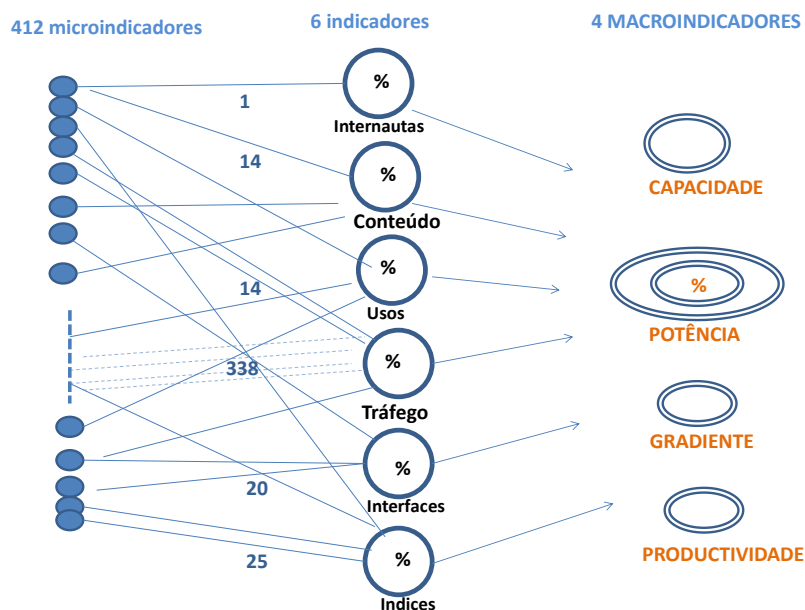 412 microindicadores
6 indicadores
4 MACROINDICADORES
%
1
Internautas
14
%
CAPACIDADE
Conteúdo
%
14
Usos
%
POTÊNCIA
338
%
Tráfego
GRADIENTE
%
20
Interfaces
25
%
Indices
PRODUCTIVIDADE